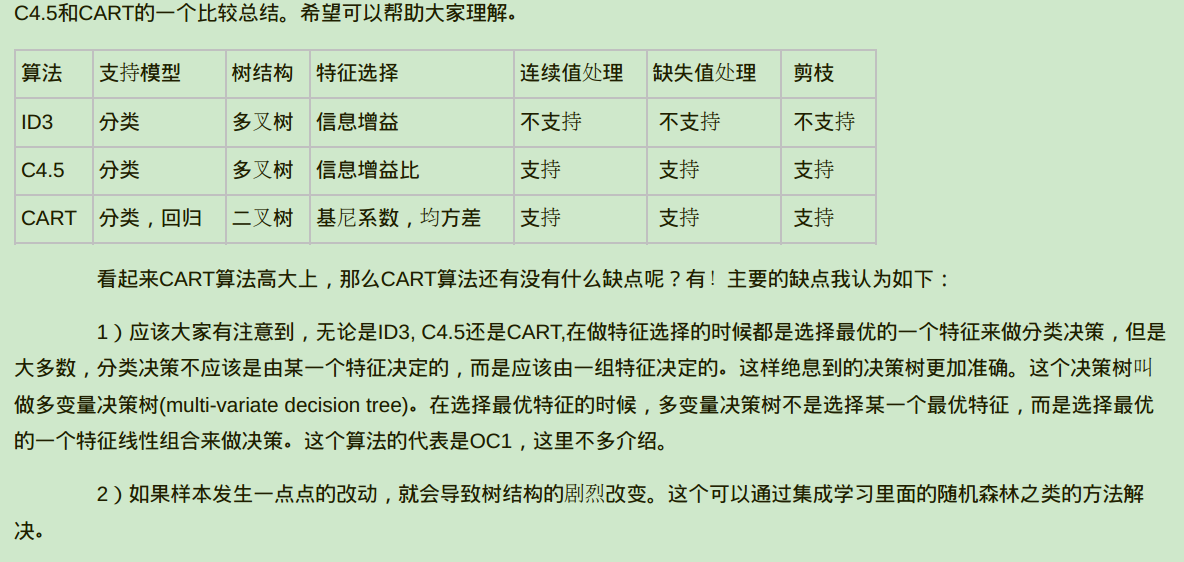 C4.5和CART的一个比较总结。希望可以帮助大家理解。
算法 支持模型 树结构 特征选择 连续值处理 缺失值处理 剪枝
ID3 分类 多叉树 信息增益 不支持 不支持 不支持
C4.5 分类 多叉树 信息增益比 支持 支持 支持
CART 分类，回归 二叉树 基尼系数，均方差 支持 支持 支持
看起来CART算法高大上，那么CART算法还有没有什么缺点呢？有！主要的缺点我认为如下：
1）应该大家有注意到，无论是ID3, C4.5还是CART,在做特征选择的时候都是选择最优的一个特征来做分类决策，但是
大多数，分类决策不应该是由某一个特征决定的，而是应该由一组特征决定的。这样绝息到的决策树更加准确。这个决策树叫
做多变量决策树(multi-variate decision tree)。在选择最优特征的时候，多变量决策树不是选择某一个最优特征，而是选择最优
的一个特征线性组合来做决策。这个算法的代表是OC1，这里不多介绍。
2）如果样本发生一点点的改动，就会导致树结构的剧烈改变。这个可以通过集成学习里面的随机森林之类的方法解
决。